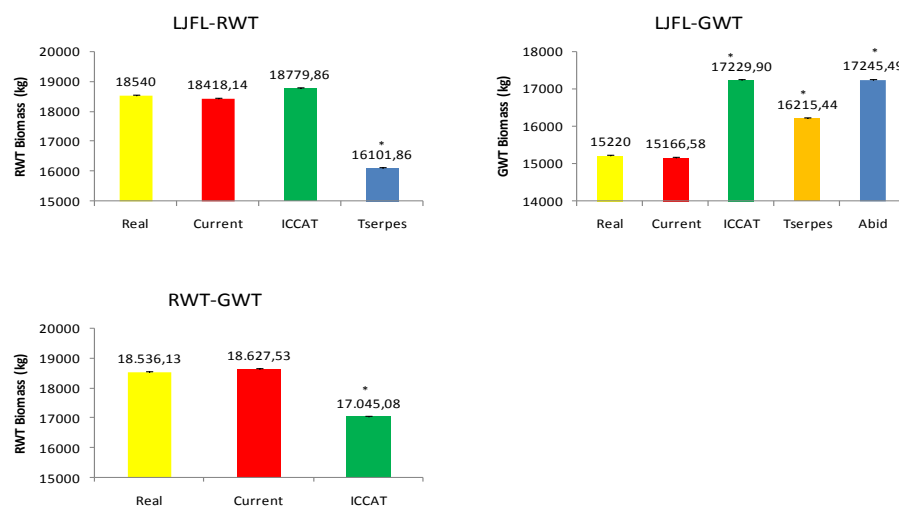 LJFL-RWT
20000
19000
18000
17000
16000
15000
RWT Biomass (kg)
18540
18418,14
18779,86
*
16101,86
Real
Current
ICCAT
Tserpes
LJFL-GWT
18000
17000
16000
15000
14000
GWT Biomass (kg)
15220
15166,58
*
17229,90
*
16215,44
*
17245,49
Real
Current
ICCAT
Tserpes
Abid
RWT-GWT
20000
19000
18000
17000
16000
15000
RWT Biomass (kg)
18.536,13
18.627,53
*
17.045,08
Real
Current
ICCAT